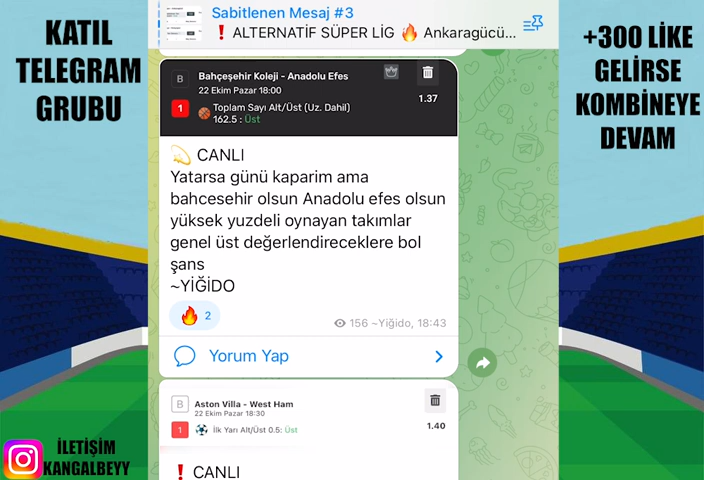 KATIL
TELEGRAM
GRUBU
+300 LİKE
GELİRSE
KOMBİNEYE
DEVAM
Sabitlenen Mesaj #3
❗ ALTERNATİF SÜPER LİG 🔥 Ankaragücü...
B Bahçeşehir Koleji - Anadolu Efes
22 Ekim Pazar 18:00
1 🏀 Toplam Sayı Alt/Üst (Uz. Dahil) 1.37
162.5 : Üst
💫 CANLI
Yatarsa günü kaparim ama
bahcesehir olsun Anadolu efes olsun
yüksek yuzdeli oynayan takımlar
genel üst değerlendireceklere bol
şans
~YİĞİDO
🔥 2
156 ~Yiğido, 18:43
Yorum Yap
B Aston Villa - West Ham
22 Ekim Pazar 18:30
1 ⚽ İlk Yarı Alt/Üst 0.5: Üst 1.40
❗ CANLI
İLETİŞİM
KANGALBEYY